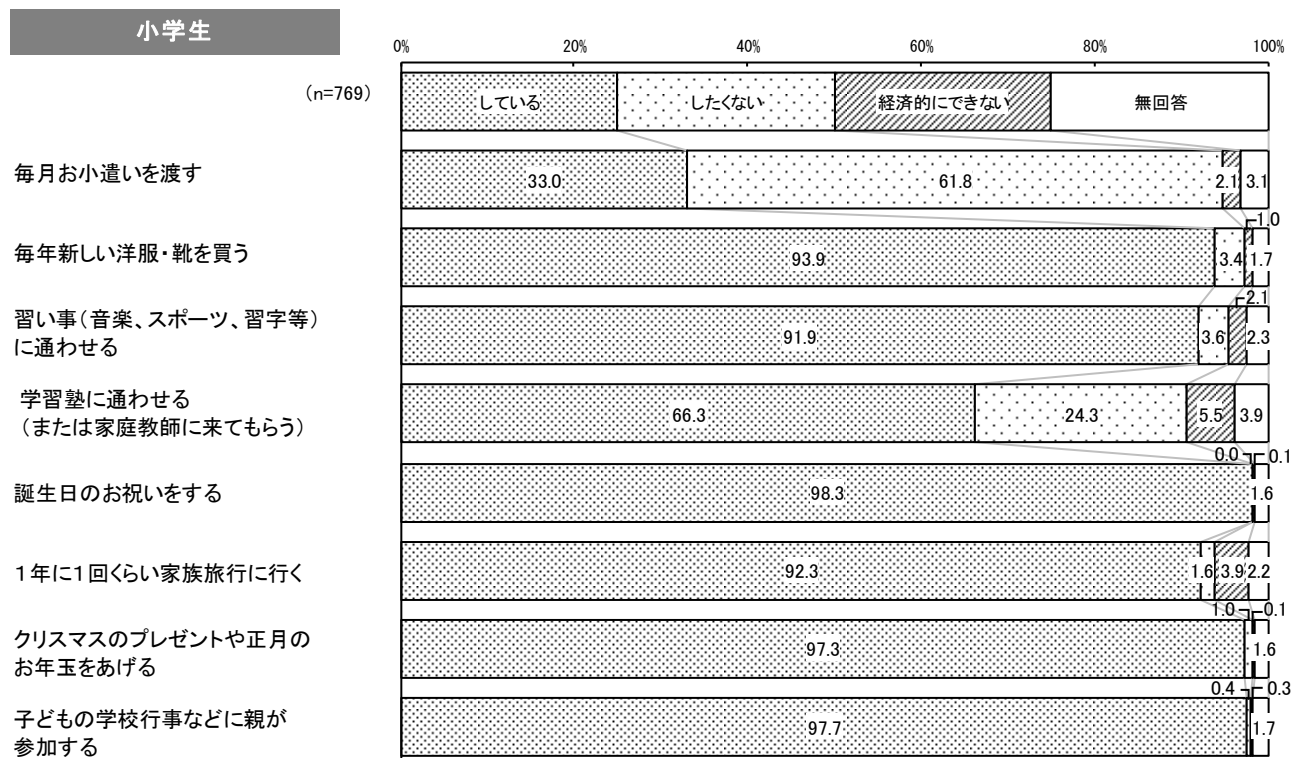 小学生
0%
20%
40%
60%
80%
100%
(n=769)
している
したくない
経済的にできない
無回答
毎月お小遣いを渡す
33.0
61.8
2.1
3.1
毎年新しい洋服・靴を買う
93.9
3.4
1.0
1.7
習い事(音楽、スポーツ、習字等)
に通わせる
91.9
3.6
2.1
2.3
学習塾に通わせる
(または家庭教師に来てもらう)
66.3
24.3
5.5
3.9
誕生日のお祝いをする
98.3
0.0
0.1
1.6
1年に1回くらい家族旅行に行く
92.3
1.6
3.9
2.2
クリスマスのプレゼントや正月の
お年玉をあげる
97.3
1.0
0.1
1.6
子どもの学校行事などに親が
参加する
97.7
0.4
0.3
1.7